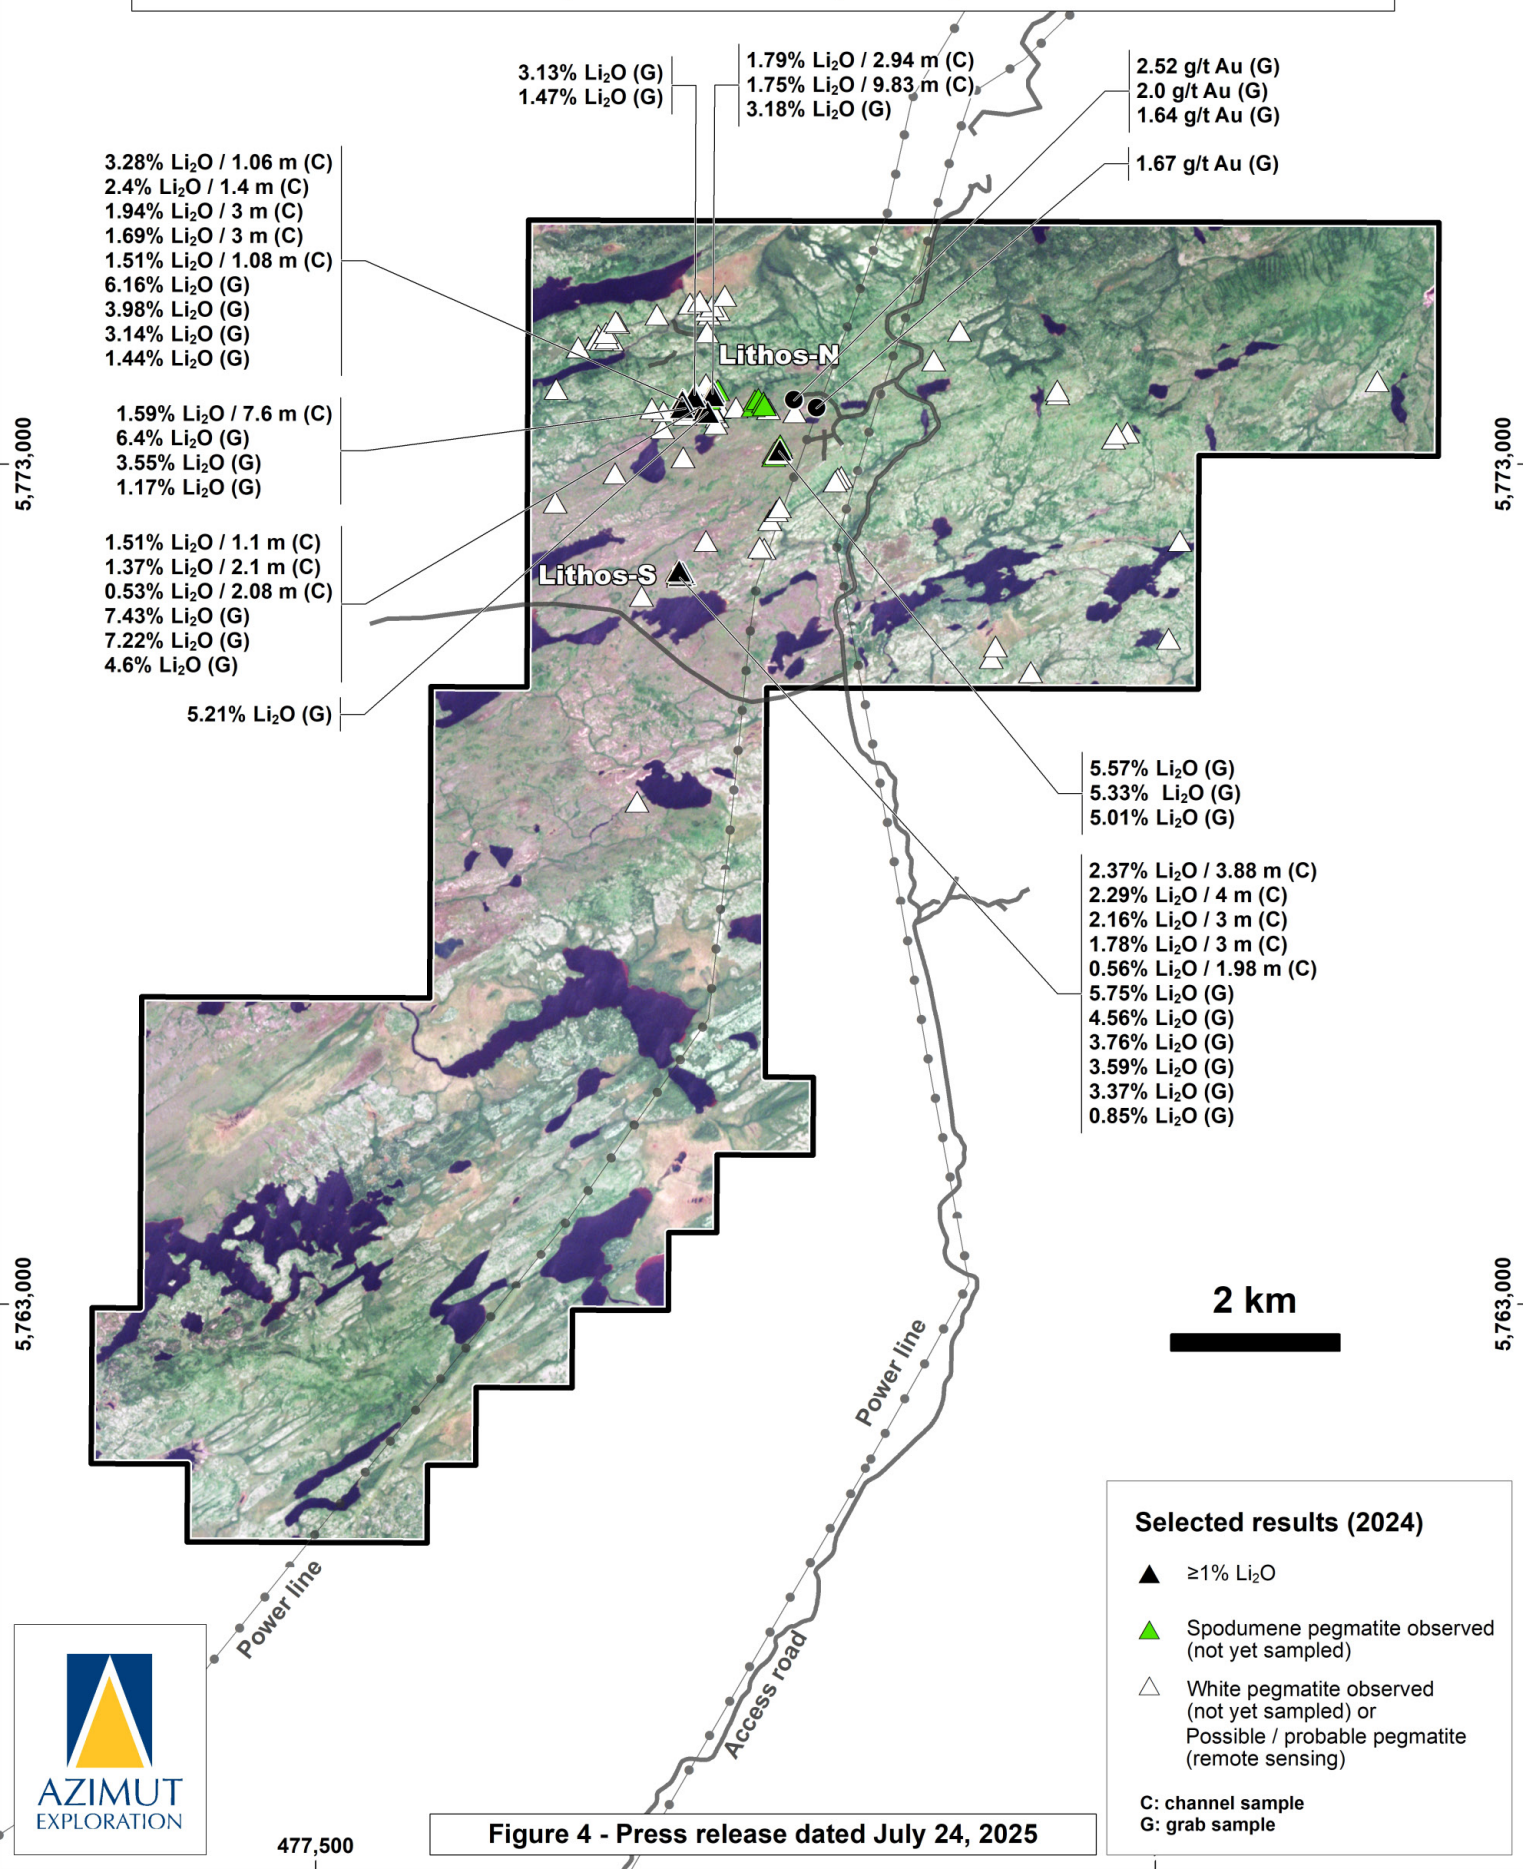 3.13% Li₂O (G)
1.47% Li₂O (G)
1.79% Li₂O / 2.94 m (C)
1.75% Li₂O / 9.83 m (C)
3.18% Li₂O (G)
2.52 g/t Au (G)
2.0 g/t Au (G)
1.64 g/t Au (G)
1.67 g/t Au (G)
3.28% Li₂O / 1.06 m (C)
2.4% Li₂O / 1.4 m (C)
1.94% Li₂O / 3 m (C)
1.69% Li₂O / 3 m (C)
1.51% Li₂O / 1.08 m (C)
6.16% Li₂O (G)
3.98% Li₂O (G)
3.14% Li₂O (G)
1.44% Li₂O (G)
Lithos-N
1.59% Li₂O / 7.6 m (C)
6.4% Li₂O (G)
3.55% Li₂O (G)
1.17% Li₂O (G)
5,773,000
5,773,000
1.51% Li₂O / 1.1 m (C)
1.37% Li₂O / 2.1 m (C)
0.53% Li₂O / 2.08 m (C)
7.43% Li₂O (G)
7.22% Li₂O (G)
4.6% Li₂O (G)
Lithos-S
5.21% Li₂O (G)
5.57% Li₂O (G)
5.33% Li₂O (G)
5.01% Li₂O (G)
2.37% Li₂O / 3.88 m (C)
2.29% Li₂O / 4 m (C)
2.16% Li₂O / 3 m (C)
1.78% Li₂O / 3 m (C)
0.56% Li₂O / 1.98 m (C)
5.75% Li₂O (G)
4.56% Li₂O (G)
3.76% Li₂O (G)
3.59% Li₂O (G)
3.37% Li₂O (G)
0.85% Li₂O (G)
5,763,000
5,763,000
2 km
Power line
Power line
Access road
Selected results (2024)
≥1% Li₂O
Spodumene pegmatite observed
(not yet sampled)
White pegmatite observed
(not yet sampled) or
Possible / probable pegmatite
(remote sensing)
C: channel sample
G: grab sample
AZIMUT
EXPLORATION
477,500
Figure 4 - Press release dated July 24, 2025